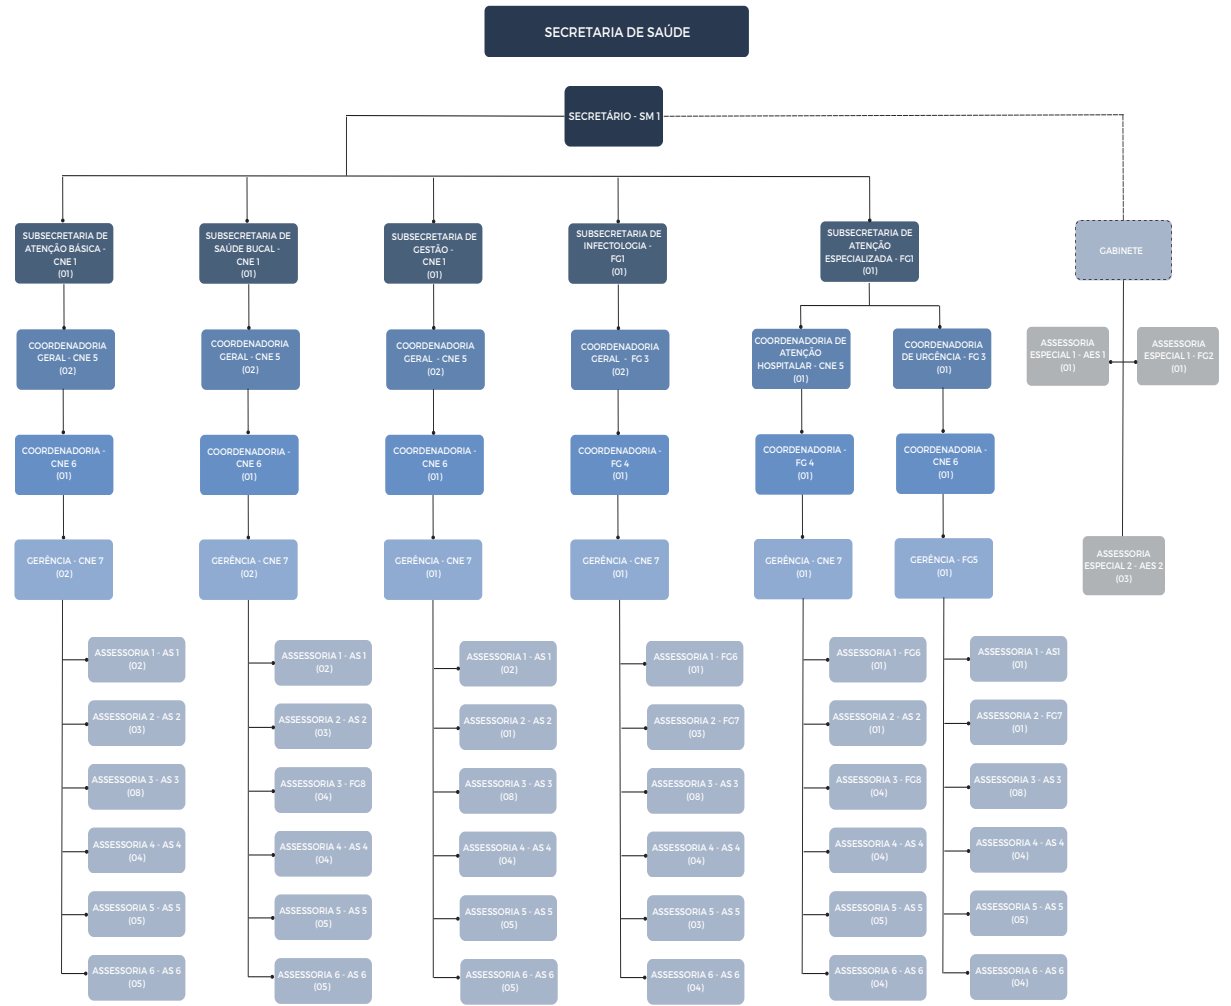 SECRETARIA DE SAÚDE
SECRETÁRIO - SM 1
SUBSECRETARIA DE
ATENÇÃO BÁSICA -
CNE 1
(01)
COORDENADORIA
GERAL - CNE 5
(02)
COORDENADORIA -
CNE 6
(01)
GERÊNCIA - CNE 7
(02)
ASSESSORIA 1 - AS 1
(02)
ASSESSORIA 2 - AS 2
(03)
ASSESSORIA 3 - AS 3
(08)
ASSESSORIA 4 - AS 4
(04)
ASSESSORIA 5 - AS 5
(05)
ASSESSORIA 6 - AS 6
(05)
SUBSECRETARIA DE
SAÚDE BUCAL -
CNE 1
(01)
COORDENADORIA
GERAL - CNE 5
(02)
COORDENADORIA -
CNE 6
(01)
GERÊNCIA - CNE 7
(02)
ASSESSORIA 1 - AS 1
(02)
ASSESSORIA 2 - AS 2
(03)
ASSESSORIA 3 - FG8
(04)
ASSESSORIA 4 - AS 4
(04)
ASSESSORIA 5 - AS 5
(05)
ASSESSORIA 6 - AS 6
(05)
SUBSECRETARIA DE
GESTÃO -
CNE 1
(01)
COORDENADORIA
GERAL - CNE 5
(02)
COORDENADORIA -
CNE 6
(01)
GERÊNCIA - CNE 7
(01)
ASSESSORIA 1 - AS 1
(02)
ASSESSORIA 2 - AS 2
(01)
ASSESSORIA 3 - AS 3
(08)
ASSESSORIA 4 - AS 4
(04)
ASSESSORIA 5 - AS 5
(05)
ASSESSORIA 6 - AS 6
(05)
SUBSECRETARIA DE
INFECTOLOGIA -
FG1
(01)
COORDENADORIA
GERAL - FG 3
(02)
COORDENADORIA -
FG 4
(01)
GERÊNCIA - CNE 7
(01)
ASSESSORIA 1 - FG6
(01)
ASSESSORIA 2 - FG7
(03)
ASSESSORIA 3 - AS 3
(08)
ASSESSORIA 4 - AS 4
(04)
ASSESSORIA 5 - AS 5
(03)
ASSESSORIA 6 - AS 6
(04)
SUBSECRETARIA DE
ATENÇÃO
ESPECIALIZADA - FG1
(01)
COORDENADORIA DE
ATENÇÃO
HOSPITALAR - CNE 5
(01)
COORDENADORIA -
FG 4
(01)
GERÊNCIA - CNE 7
(01)
ASSESSORIA 1 - FG6
(01)
ASSESSORIA 2 - AS 2
(01)
ASSESSORIA 3 - FG8
(04)
ASSESSORIA 4 - AS 4
(04)
ASSESSORIA 5 - AS 5
(05)
ASSESSORIA 6 - AS 6
(04)
COORDENADORIA
DE URGÊNCIA - FG 3
(01)
COORDENADORIA -
CNE 6
(01)
GERÊNCIA - FG5
(01)
ASSESSORIA 1 - AS1
(01)
ASSESSORIA 2 - FG7
(01)
ASSESSORIA 3 - AS 3
(08)
ASSESSORIA 4 - AS 4
(04)
ASSESSORIA 5 - AS 5
(05)
ASSESSORIA 6 - AS 6
(04)
GABINETE
ASSESSORIA
ESPECIAL 1 - AES 1
(01)
ASSESSORIA
ESPECIAL 1 - FG2
(01)
ASSESSORIA
ESPECIAL 2 - AES 2
(03)